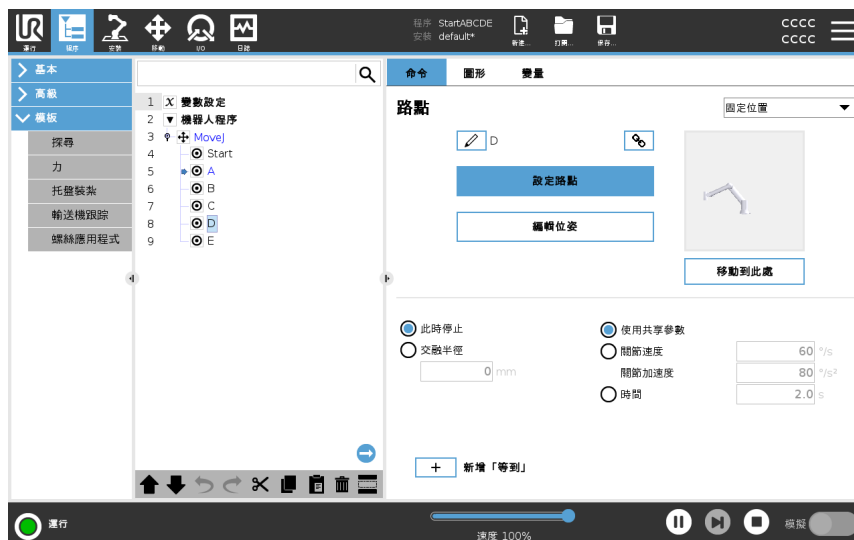 UR
運行
程序
安裝
移動
I/O
日誌
程序 StartABCDE
安裝 default*
新建...
打開...
保存...
CCCC
CCCC
基本
高級
模板
探尋
力
托盤裝紮
輸送機跟踪
螺絲應用程式
1 X 變數設定
2 機器人程序
3 MoveJ
4 Start
5 A
6 B
7 C
8 D
9 E
命令 圖形 變量
路點
固定位置
D
設定路點
編輯位姿
移動到此處
此時停止
交融半徑
0 mm
使用共享參數
關節速度 60 °/s
關節加速度 80 °/s²
時間 2.0 s
+ 新增「等到」
運行
速度 100%
模擬